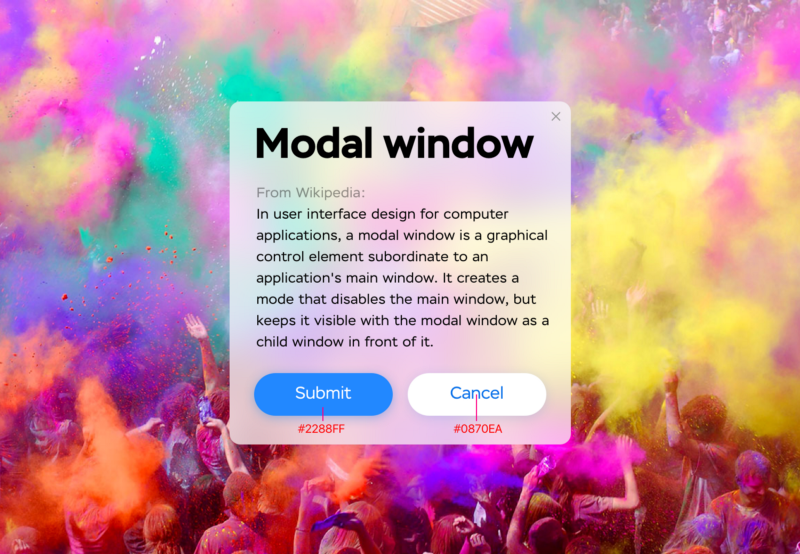 Modal window
From Wikipedia:
In user interface design for computer
applications, a modal window is a graphical
control element subordinate to an
application's main window. It creates a
mode that disables the main window, but
keeps it visible with the modal window as a
child window in front of it.
Submit Cancel
#2288FF #0870EA